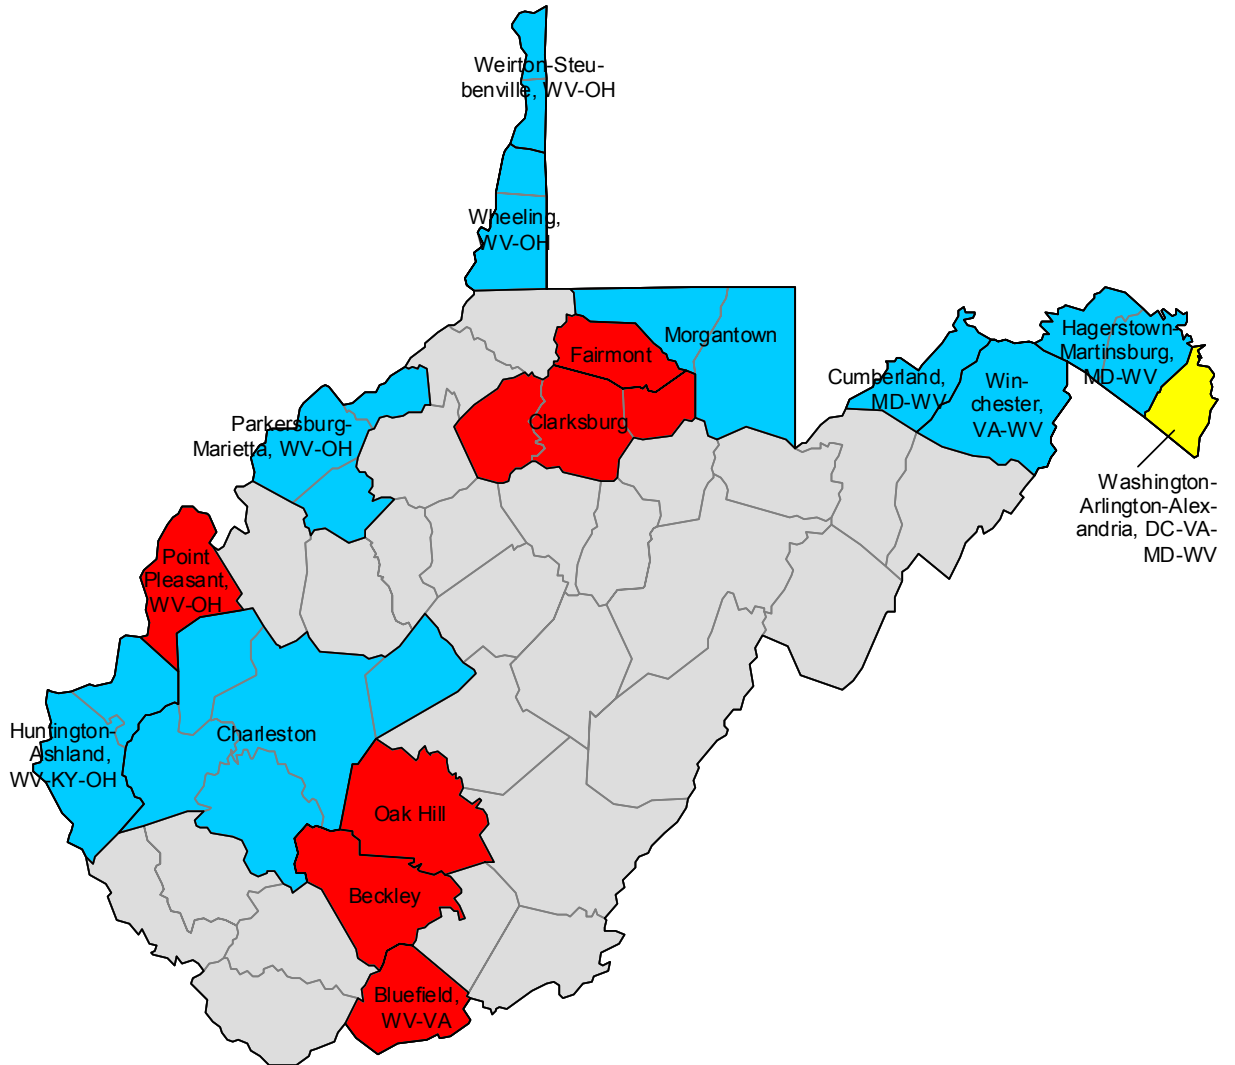 Weirton-Steu-
benville, WV-OH
Wheeling,
WV-OH
Morgantown
Fairmont
Hagerstown-
Martinsburg,
MD-WV
Cumberland,
MD-WV
Win-
chester,
VA-WV
Clarksburg
Parkersburg-
Marietta, WV-OH
Washington-
Arlington-Alex-
andria, DC-VA-
MD-WV
Point
Pleasant,
WV-OH
Huntington-
Ashland,
WV-KY-OH
Charleston
Oak Hill
Beckley
Bluefield,
WV-VA